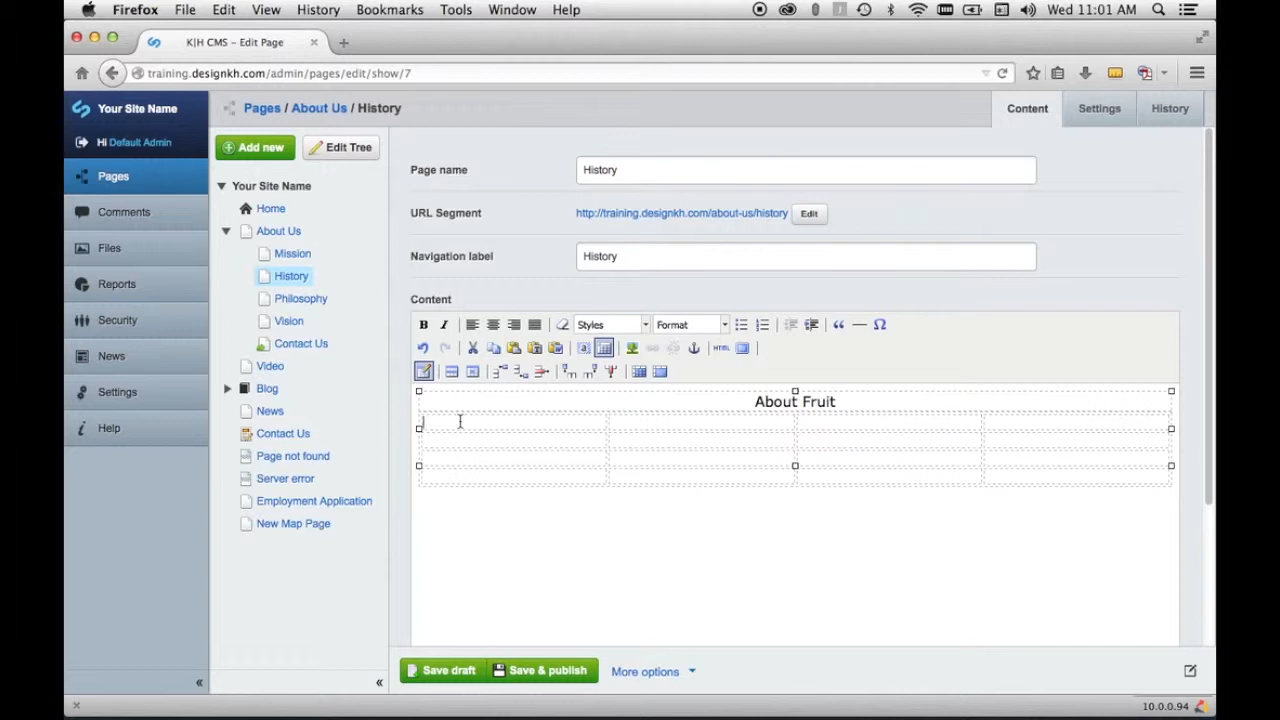 Firefox File Edit View History Bookmarks Tools Window Help Wed 11:01 AM
K|H CMS - Edit Page
training.designkh.com/admin/pages/edit/show/7
Your Site Name
Hi Default Admin
Pages
Comments
Files
Reports
Security
News
Settings
Help
«
Pages / About Us / History
Content Settings History
Add new Edit Tree
Your Site Name
Home
About Us
Mission
History
Philosophy
Vision
Contact Us
Video
Blog
News
Contact Us
Page not found
Server error
Employment Application
New Map Page
«
Page name History
URL Segment http://training.designkh.com/about-us/history Edit
Navigation label History
Content
B I Styles Format “ — Ω
HTML
About Fruit
Save draft Save & publish More options
10.0.0.94